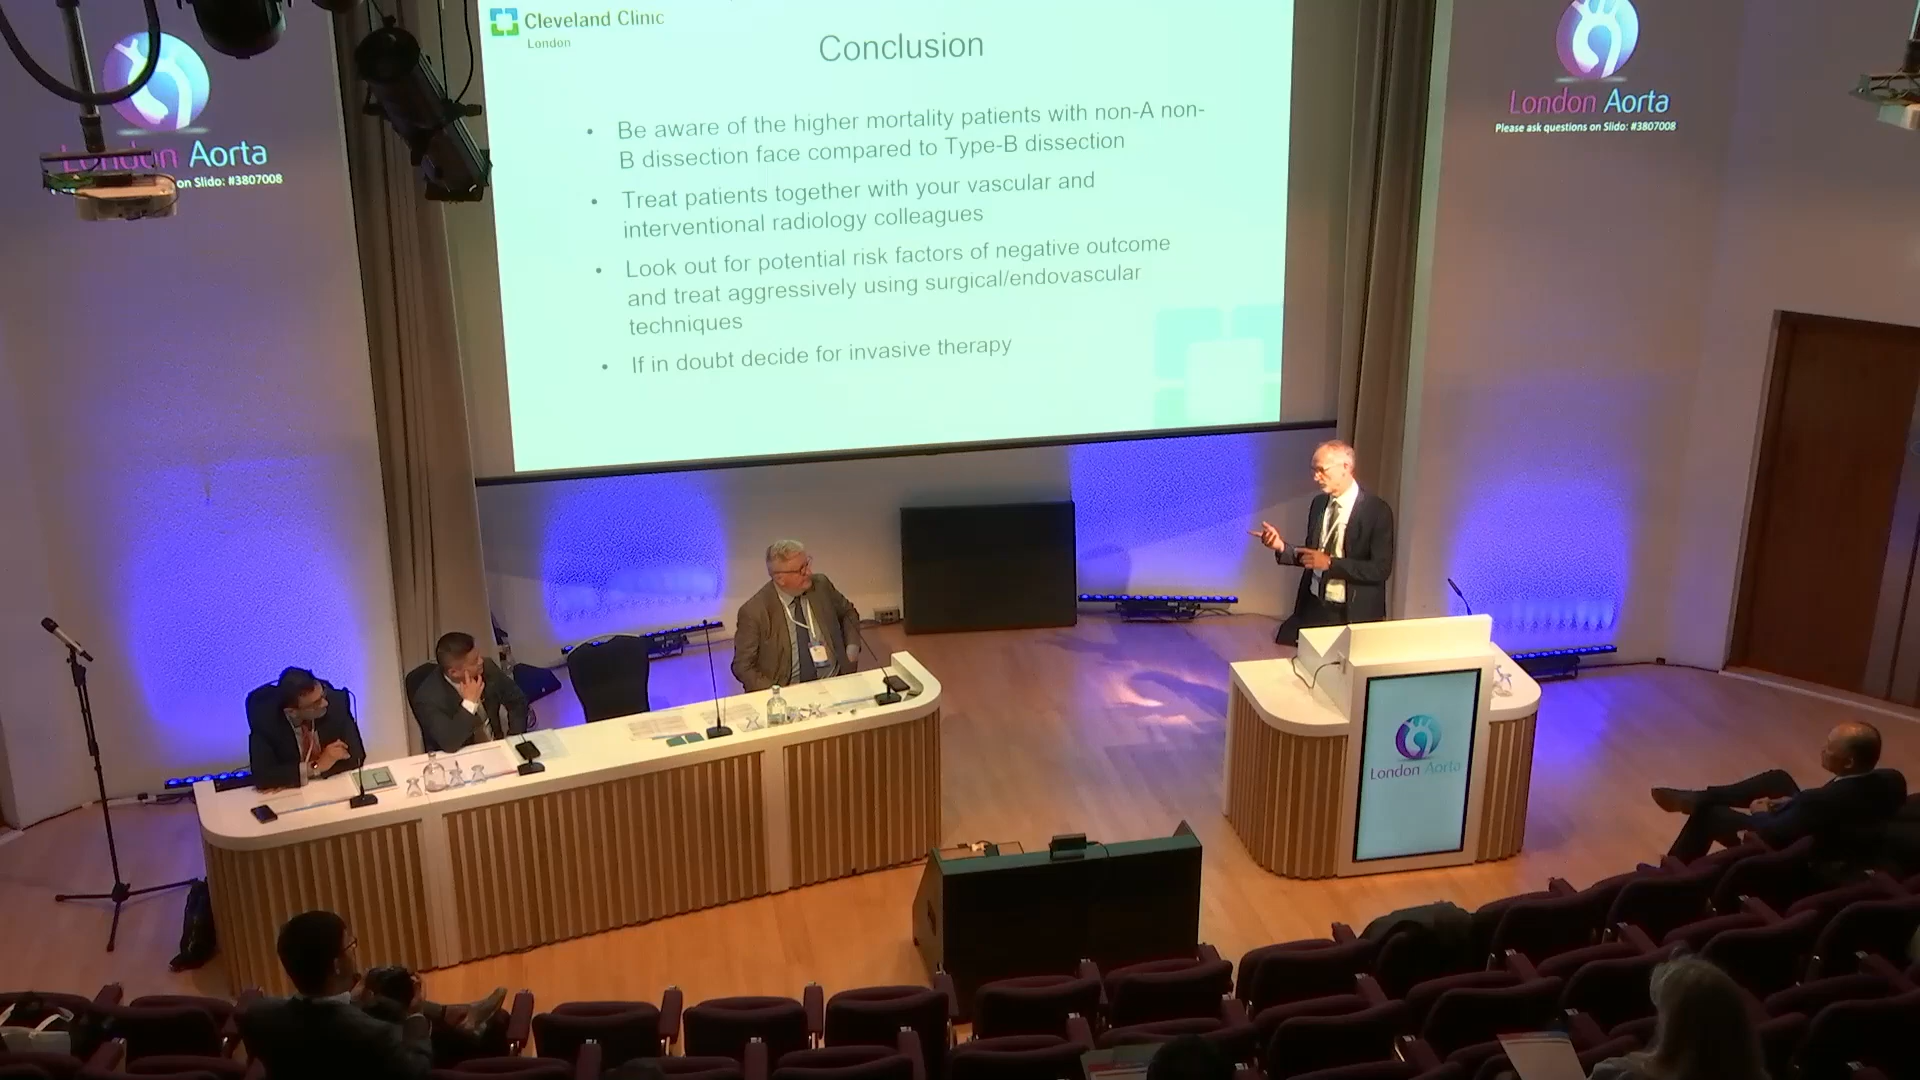 Cleveland Clinic
London
Conclusion
• Be aware of the higher mortality patients with non-A non-
B dissection face compared to Type-B dissection
• Treat patients together with your vascular and
interventional radiology colleagues
• Look out for potential risk factors of negative outcome
and treat aggressively using surgical/endovascular
techniques
• If in doubt decide for invasive therapy
London Aorta
on Slido: #3807008
London Aorta
Please ask questions on Slido: #3807008
London Aorta